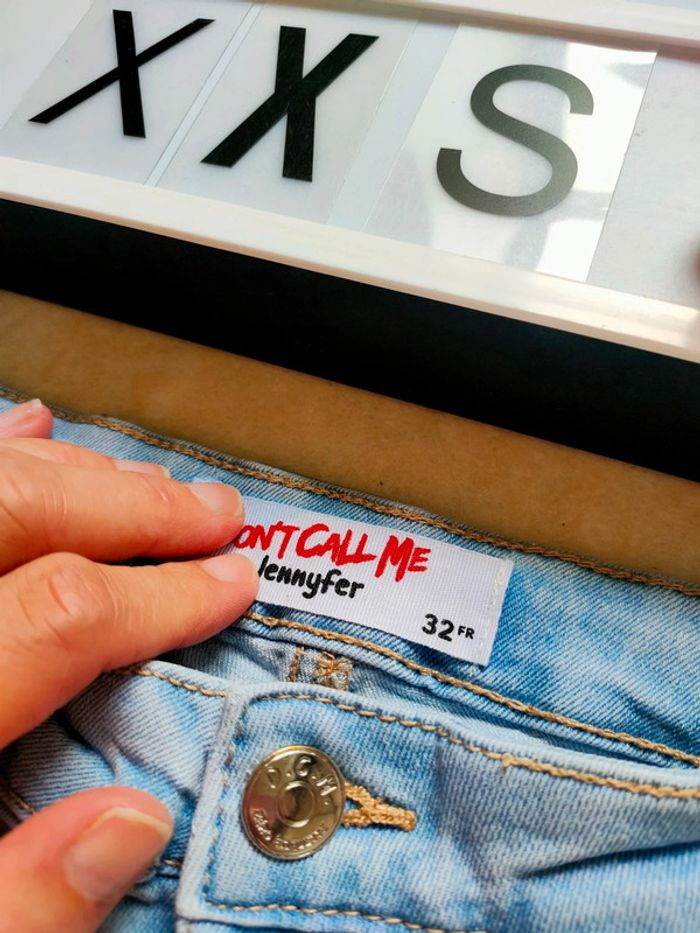 XXS
ONT CALL ME
Jennyfer
32 FR
D.C.M.